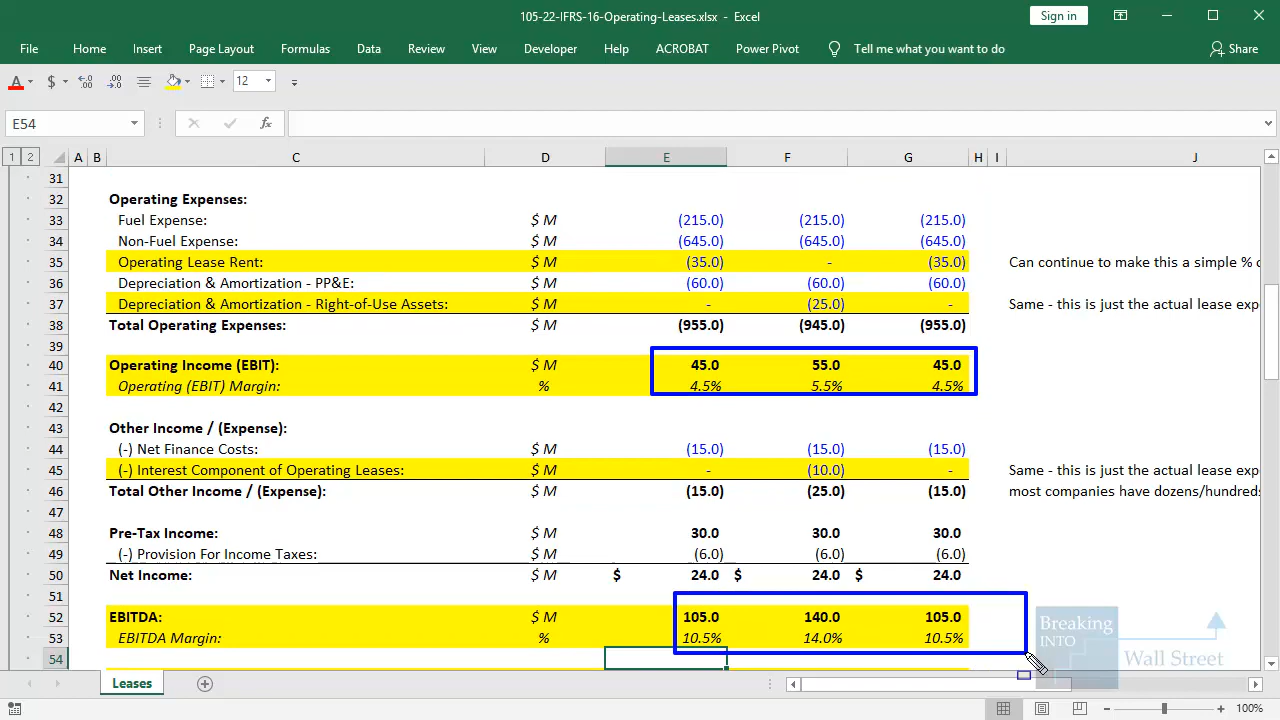 105-22-IFRS-16-Operating-Leases.xlsx - Excel
Sign in
File Home Insert Page Layout Formulas Data Review View Developer Help ACROBAT Power Pivot Tell me what you want to do Share
A $ .00 12
E54 fx
1 2 A B C D E F G H I J
31
32 Operating Expenses:
33 Fuel Expense: $ M (215.0) (215.0) (215.0)
34 Non-Fuel Expense: $ M (645.0) (645.0) (645.0)
35 Operating Lease Rent: $ M (35.0) - (35.0) Can continue to make this a simple %
36 Depreciation & Amortization - PP&E: $ M (60.0) (60.0) (60.0)
37 Depreciation & Amortization - Right-of-Use Assets: $ M - (25.0) - Same - this is just the actual lease exp
38 Total Operating Expenses: $ M (955.0) (945.0) (955.0)
39
40 Operating Income (EBIT): $ M 45.0 55.0 45.0
41 Operating (EBIT) Margin: % 4.5% 5.5% 4.5%
42
43 Other Income / (Expense):
44 (-) Net Finance Costs: $ M (15.0) (15.0) (15.0)
45 (-) Interest Component of Operating Leases: $ M - (10.0) - Same - this is just the actual lease exp
46 Total Other Income / (Expense): $ M (15.0) (25.0) (15.0) most companies have dozens/hundreds
47
48 Pre-Tax Income: $ M 30.0 30.0 30.0
49 (-) Provision For Income Taxes: $ M (6.0) (6.0) (6.0)
50 Net Income: $ M $ 24.0 $ 24.0 $ 24.0
51
52 EBITDA: $ M 105.0 140.0 105.0
53 EBITDA Margin: % 10.5% 14.0% 10.5%
54
Breaking
INTO
Wall Street
Leases
100%